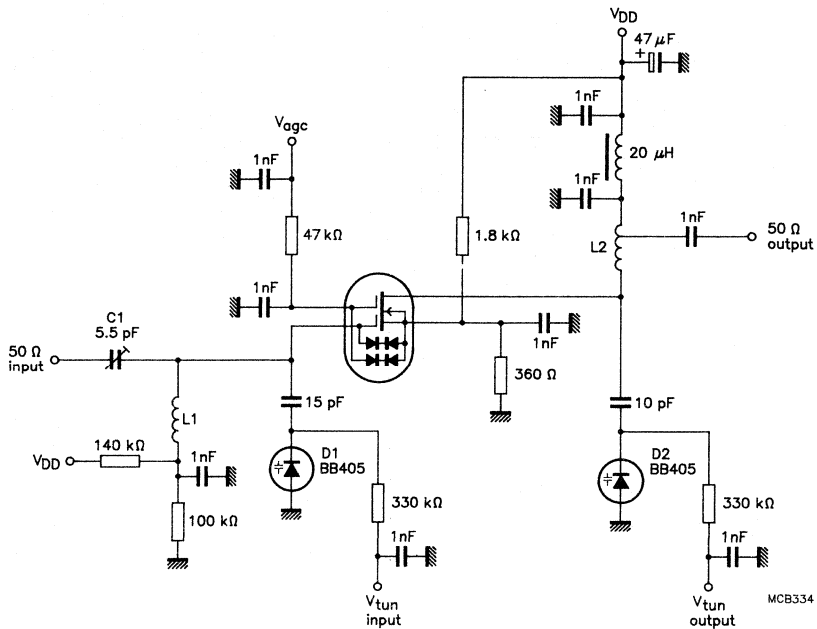 VDD
47 μF
+
1nF
20 μH
1nF
Vagc
1nF
47 kΩ
1.8 kΩ
L2
1nF
50 Ω
output
1nF
C1
5.5 pF
50 Ω
input
1nF
360 Ω
L1
15 pF
10 pF
140 kΩ
VDD
1nF
D1
BB405
D2
BB405
100 kΩ
330 kΩ
330 kΩ
1nF
1nF
Vtun
input
Vtun
output
MCB334